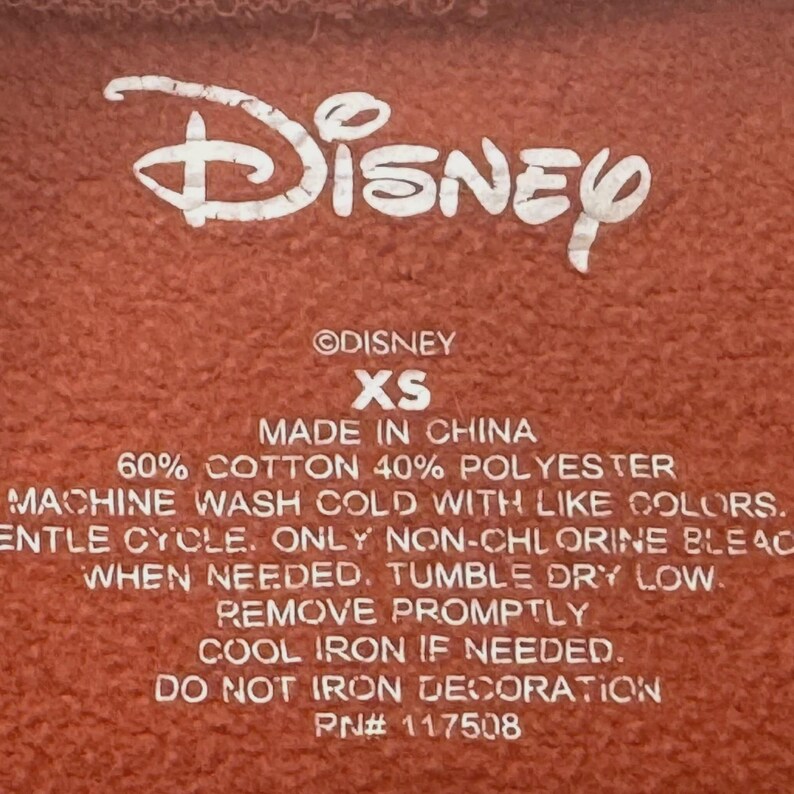 Disney
©DISNEY
XS
MADE IN CHINA
60% COTTON 40% POLYESTER
MACHINE WASH COLD WITH LIKE COLORS.
ENTLE CYCLE. ONLY NON-CHLORINE BLEAC
WHEN NEEDED. TUMBLE DRY LOW.
REMOVE PROMPTLY
COOL IRON IF NEEDED.
DO NOT IRON DECORATION
RN# 117508